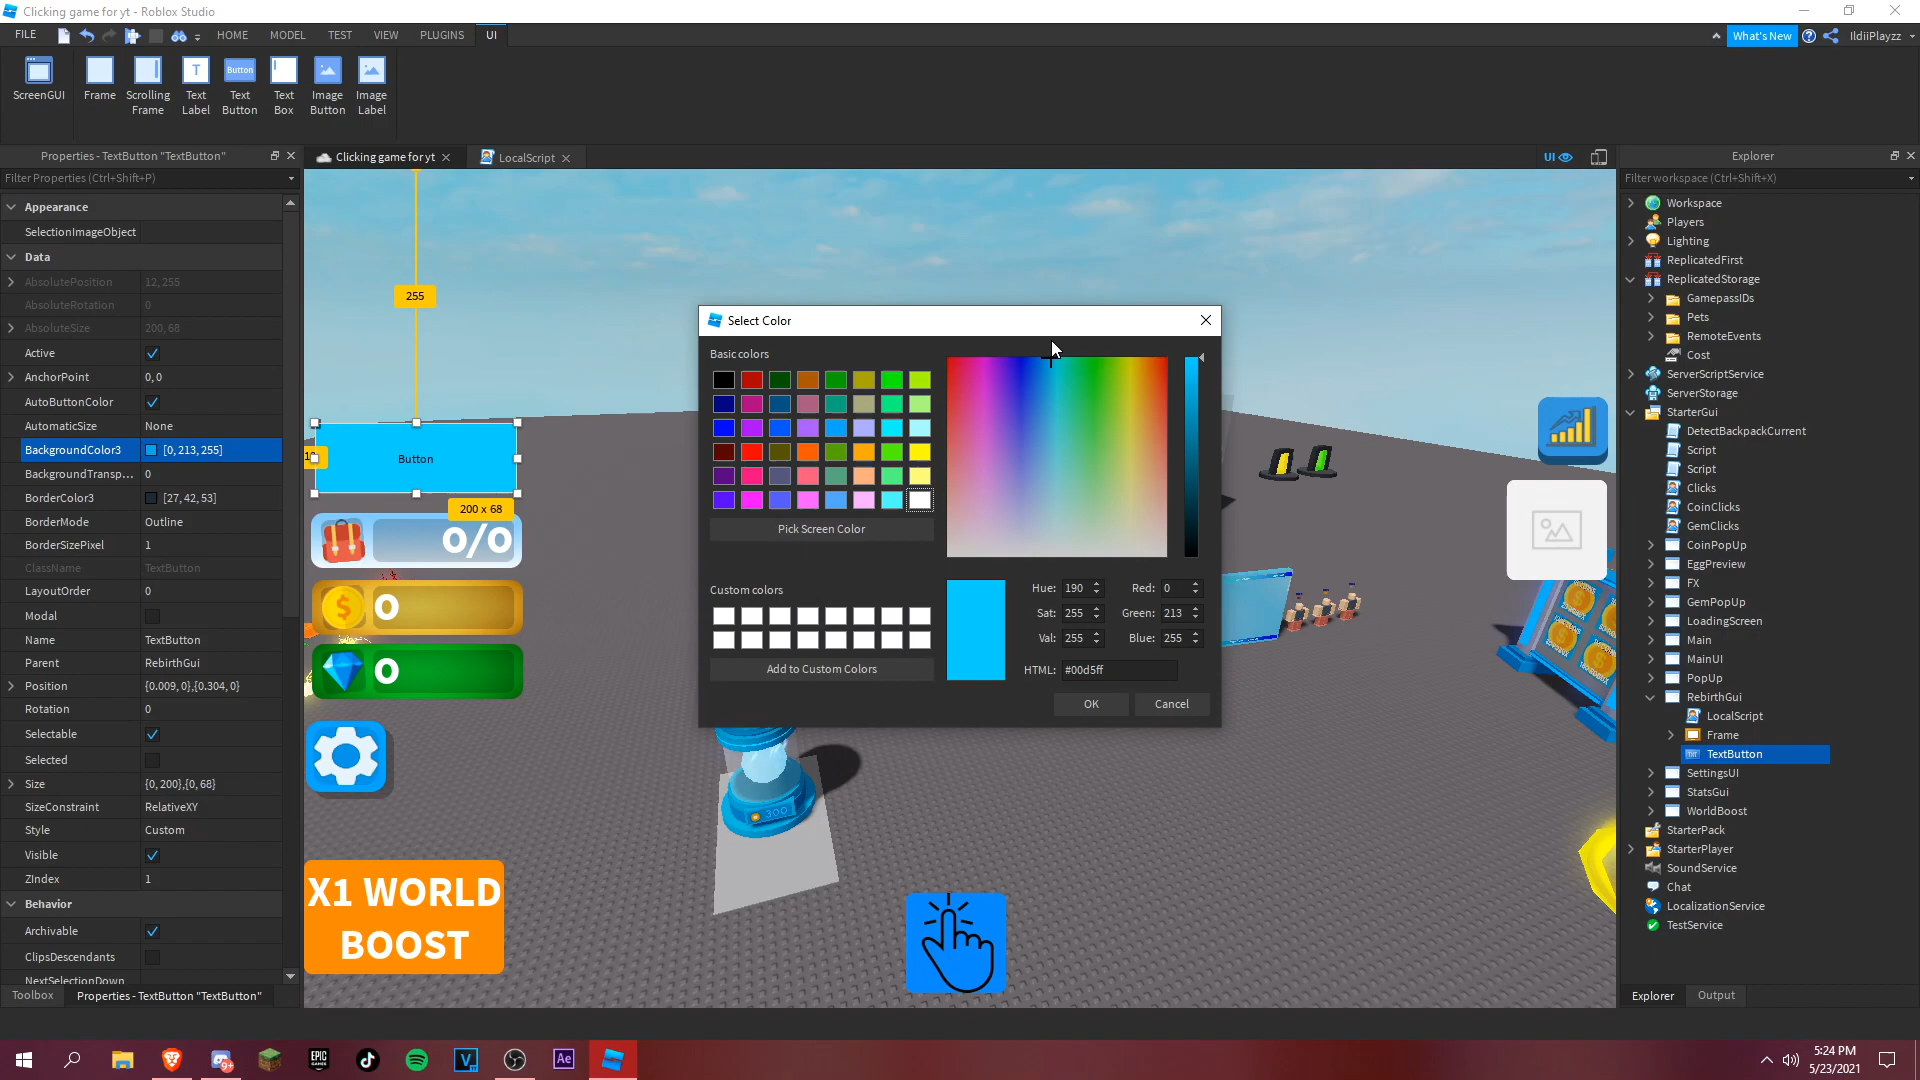 Clicking game for yt - Roblox Studio
FILE
HOME
MODEL
TEST
VIEW
PLUGINS
UI
What's New
IldiiPlayzz
ScreenGUI
Frame
Scrolling
Frame
Text
Label
Button
Text
Button
Text
Box
Image
Button
Image
Label
Properties - TextButton "TextButton"
Filter Properties (Ctrl+Shift+P)
Appearance
SelectionImageObject
Data
AbsolutePosition 12, 255
AbsoluteRotation 0
AbsoluteSize 200, 68
Active
AnchorPoint 0, 0
AutoButtonColor
AutomaticSize None
BackgroundColor3 [0, 213, 255]
BackgroundTransp... 0
BorderColor3 [27, 42, 53]
BorderMode Outline
BorderSizePixel 1
ClassName TextButton
LayoutOrder 0
Modal
Name TextButton
Parent RebirthGui
Position {0.009, 0},{0.304, 0}
Rotation 0
Selectable
Selected
Size {0, 200},{0, 68}
SizeConstraint RelativeXY
Style Custom
Visible
ZIndex 1
Behavior
Archivable
ClipsDescendants
NextSelectionDown
Toolbox
Properties - TextButton "TextButton"
Clicking game for yt
LocalScript
UI
255
Button
200 x 68
0/0
0
0
X1 WORLD
BOOST
300
Select Color
Basic colors
Pick Screen Color
Custom colors
Add to Custom Colors
Hue: 190
Red: 0
Sat: 255
Green: 213
Val: 255
Blue: 255
HTML: #00d5ff
OK
Cancel
Explorer
Filter workspace (Ctrl+Shift+X)
Workspace
Players
Lighting
ReplicatedFirst
ReplicatedStorage
GamepassIDs
Pets
RemoteEvents
Cost
ServerScriptService
ServerStorage
StarterGui
DetectBackpackCurrent
Script
Script
Clicks
CoinClicks
GemClicks
CoinPopUp
EggPreview
FX
GemPopUp
LoadingScreen
Main
MainUI
PopUp
RebirthGui
LocalScript
Frame
TextButton
SettingsUI
StatsGui
WorldBoost
StarterPack
StarterPlayer
SoundService
Chat
LocalizationService
TestService
Explorer
Output
5:24 PM
5/23/2021